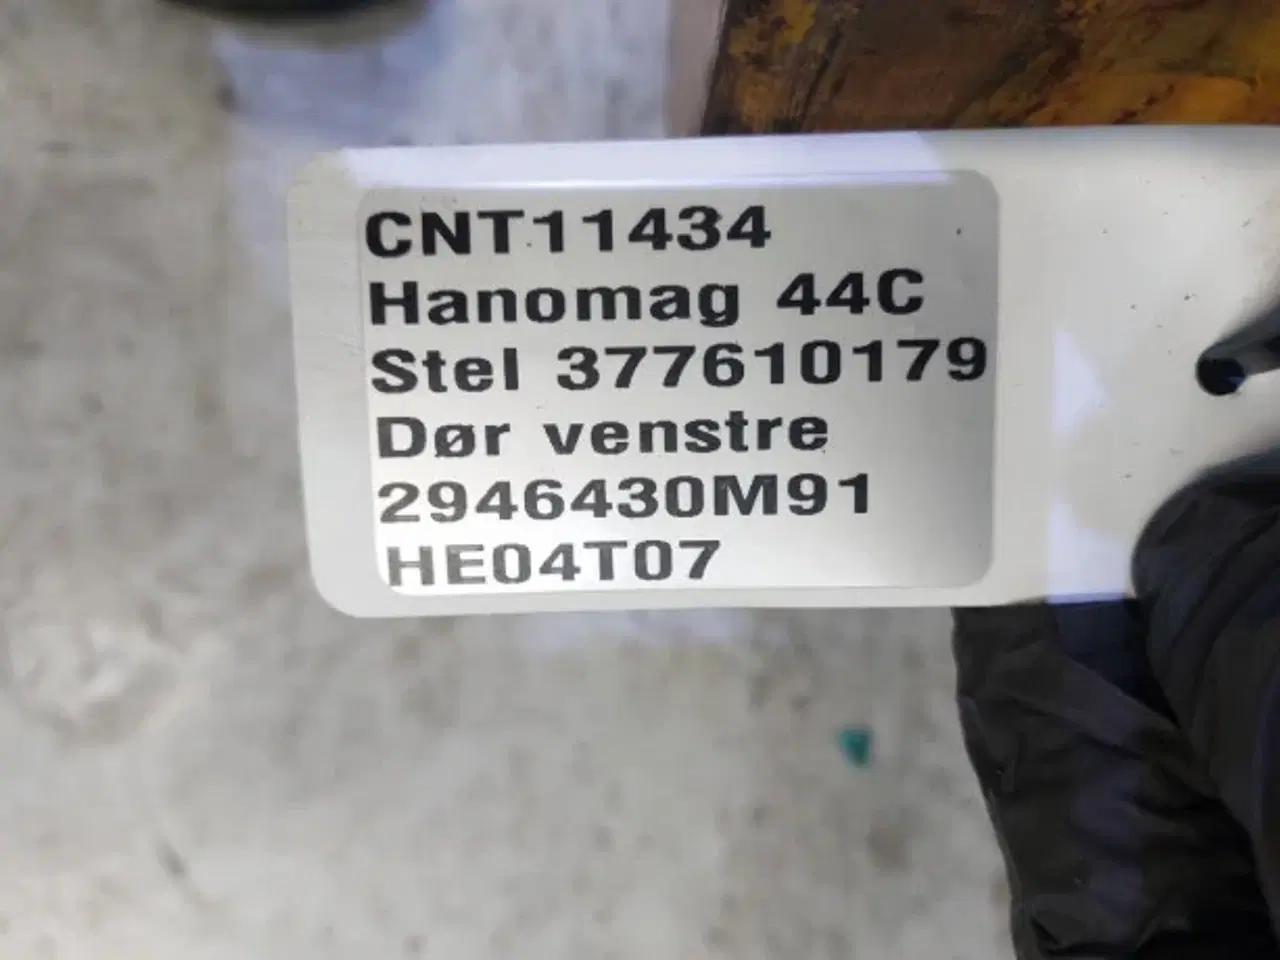 CNT11434
Hanomag 44C
Stel 377610179
Dør venstre
2946430M91
HE04T07